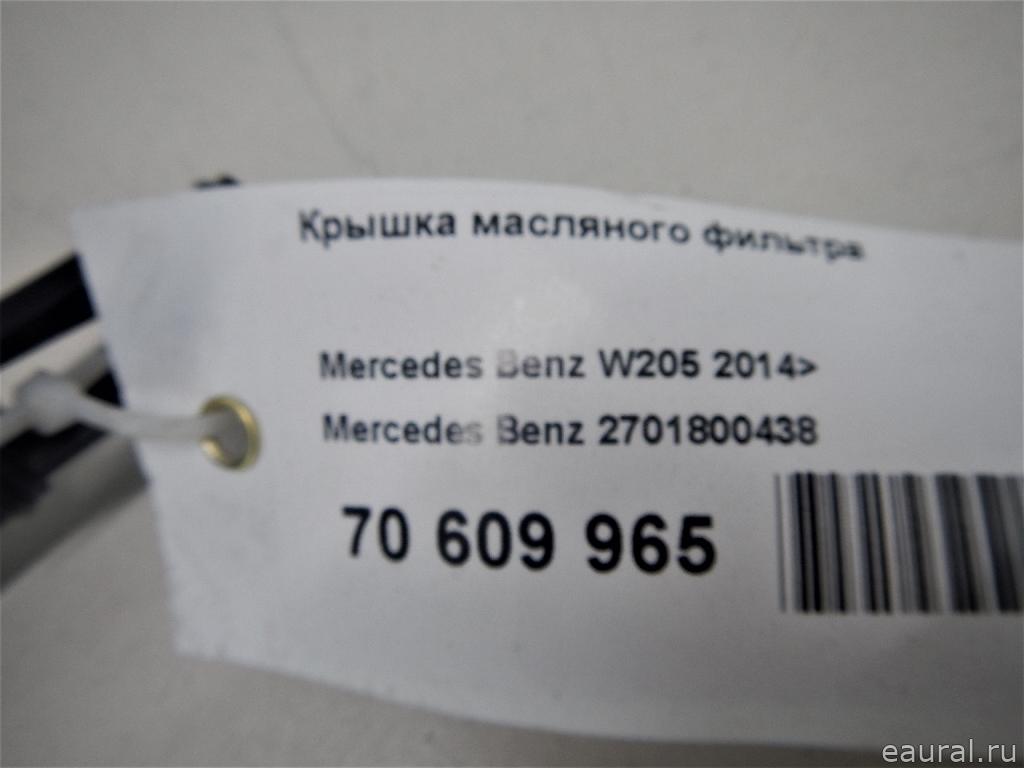 Крышка масляного фильтра
Mercedes Benz W205 2014>
Mercedes Benz 2701800438
70 609 965
eaural.ru